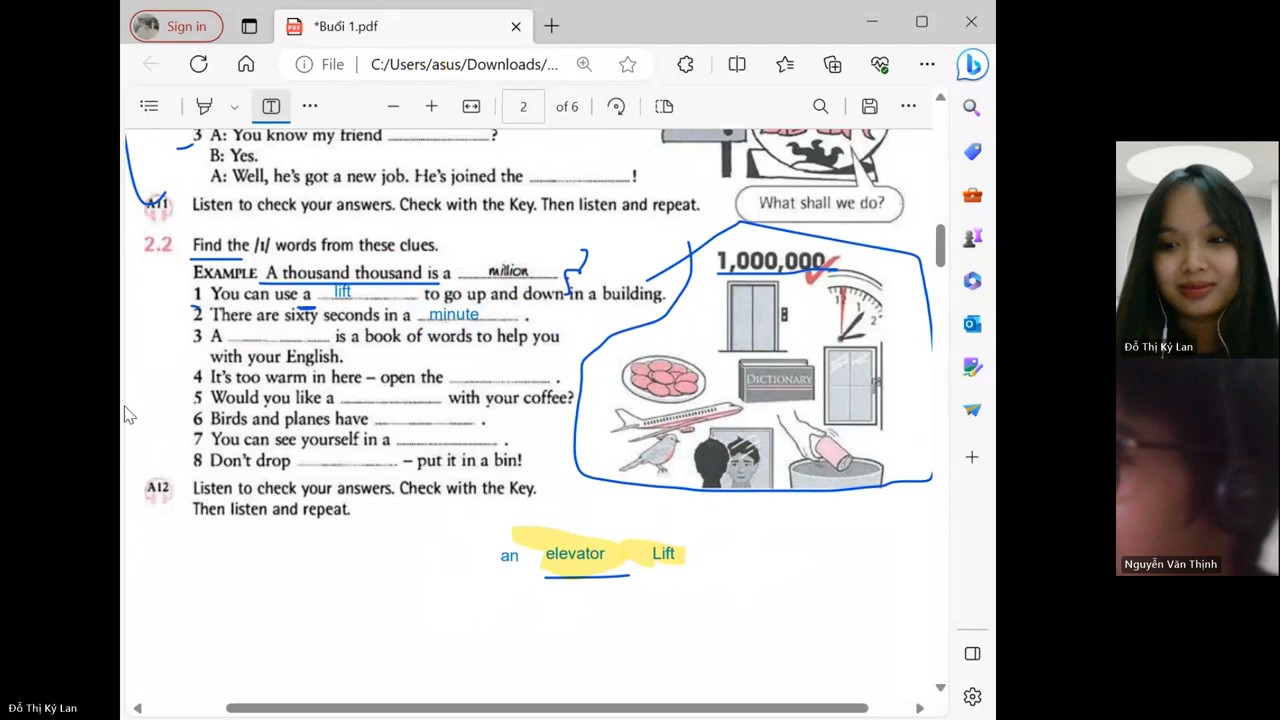 Sign in
*Buổi 1.pdf
File
C:/Users/asus/Downloads/...
2
of 6
3 A: You know my friend ............?
B: Yes.
A: Well, he's got a new job. He's joined the ............!
A11 Listen to check your answers. Check with the Key. Then listen and repeat.
What shall we do?
2.2 Find the /ɪ/ words from these clues.
EXAMPLE A thousand thousand is a million
1 You can use a lift to go up and down in a building.
2 There are sixty seconds in a minute.
3 A ............ is a book of words to help you
with your English.
4 It's too warm in here – open the ............ .
5 Would you like a ............ with your coffee?
6 Birds and planes have ............ .
7 You can see yourself in a ............ .
8 Don't drop ............ – put it in a bin!
1,000,000
12
1
2
DICTIONARY
A12 Listen to check your answers. Check with the Key.
Then listen and repeat.
an elevator Lift
Đỗ Thị Kỷ Lan
Nguyễn Văn Thịnh
Đỗ Thị Kỷ Lan